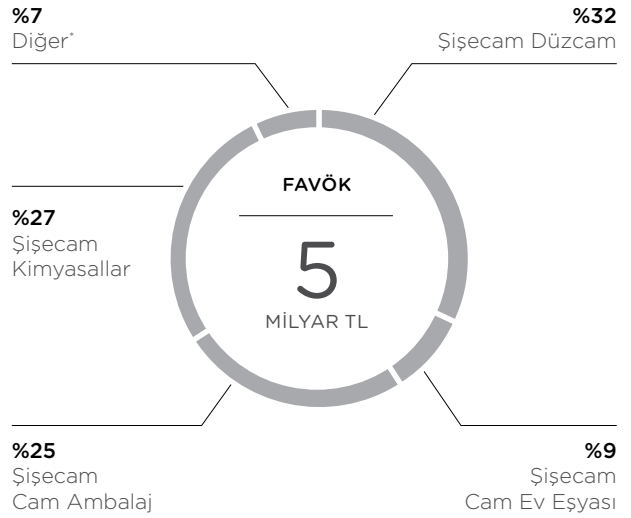 %7
Diğer*
%32
Şişecam Düzcam
FAVÖK
5
MİLYAR TL
%27
Şişecam
Kimyasallar
%25
Şişecam
Cam Ambalaj
%9
Şişecam
Cam Ev Eşyası